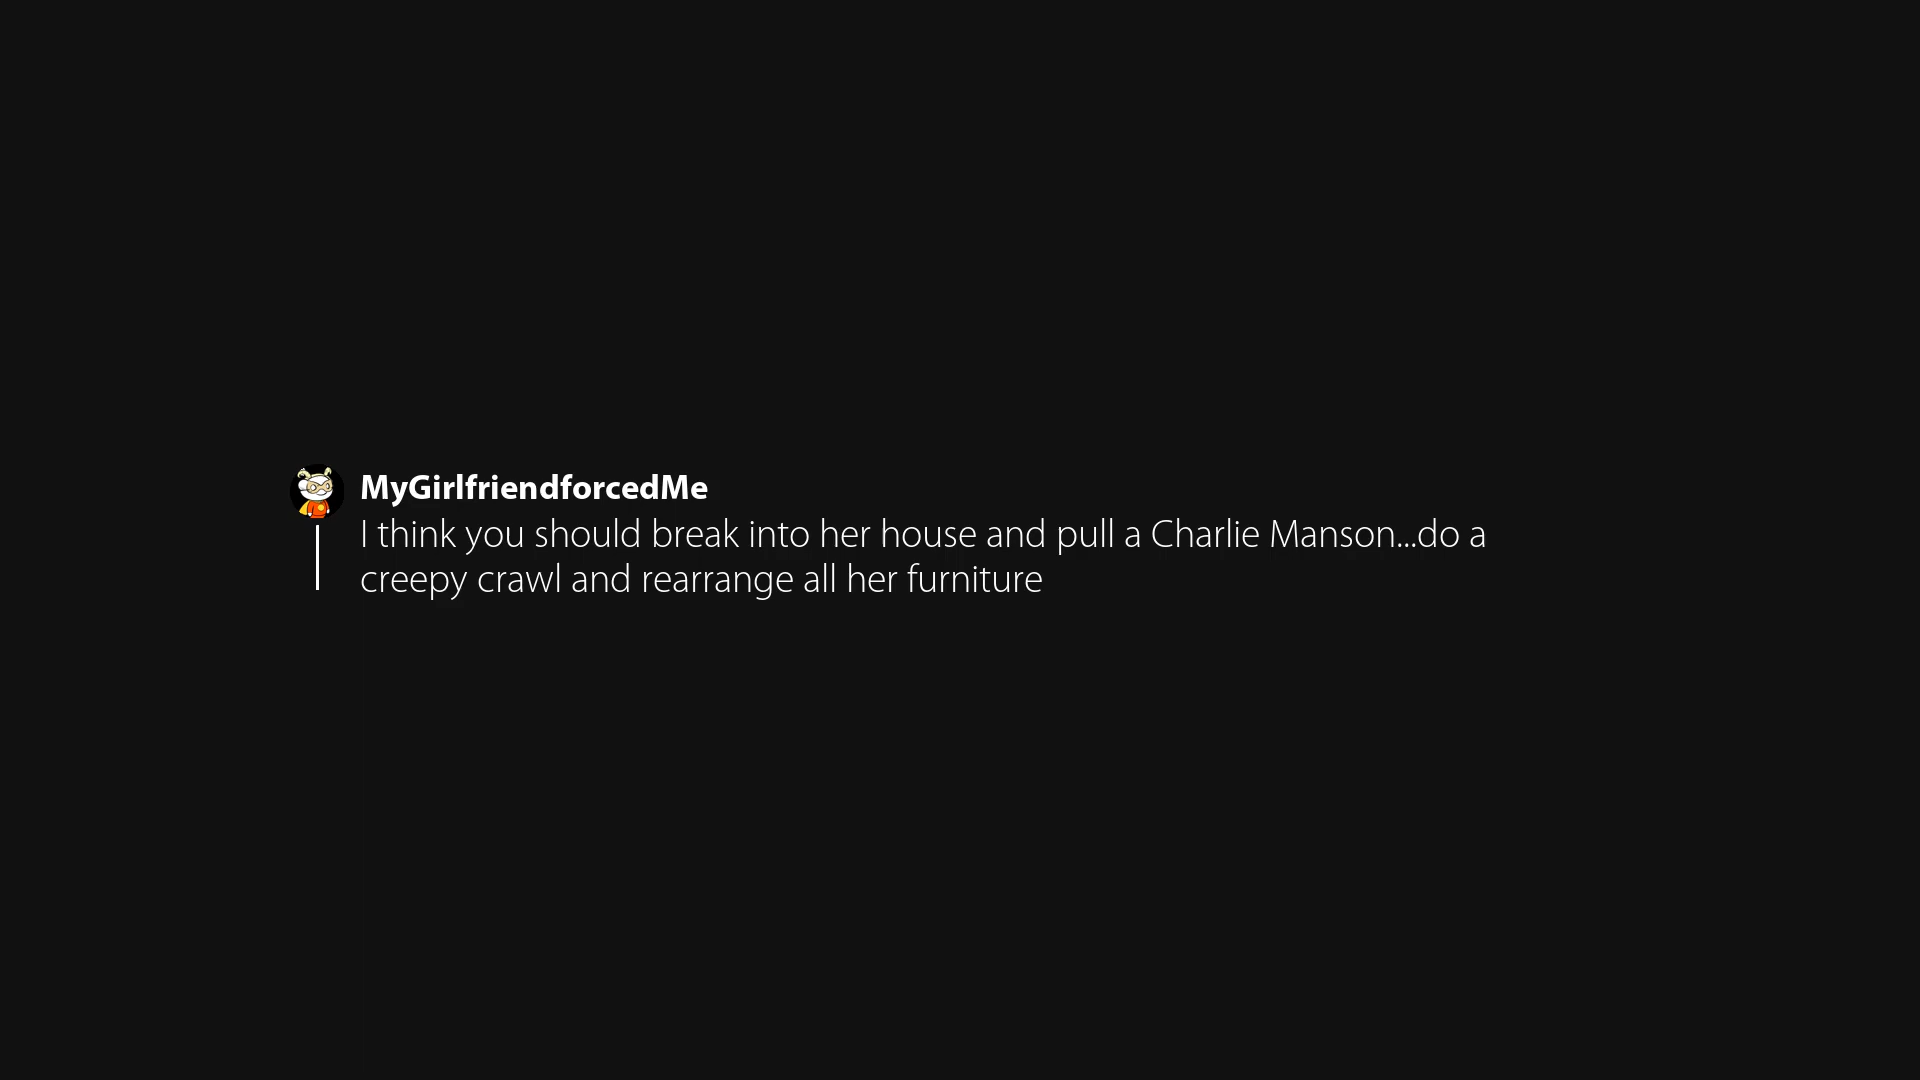 MyGirlfriendforcedMe
I think you should break into her house and pull a Charlie Manson...do a
creepy crawl and rearrange all her furniture